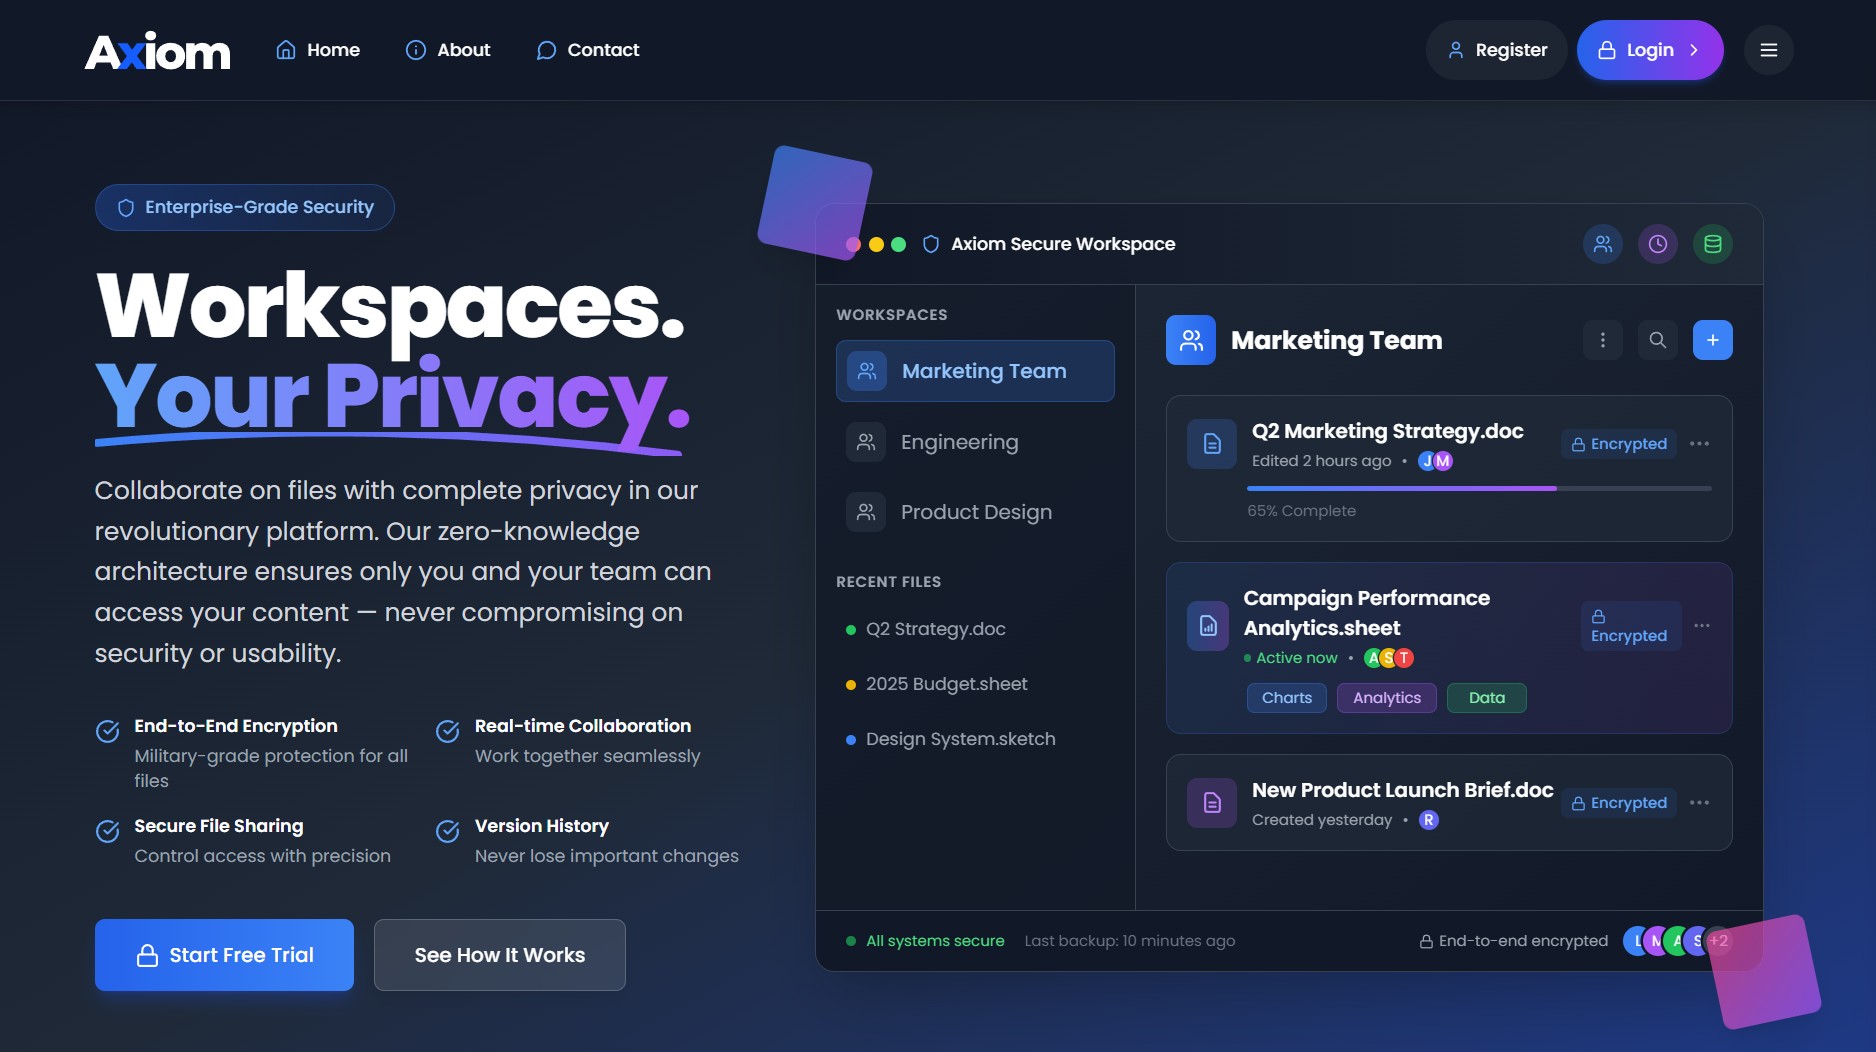 Axiom
Home
About
Contact
Register
Login
Enterprise-Grade Security
Workspaces.
Your Privacy.
Collaborate on files with complete privacy in our
revolutionary platform. Our zero-knowledge
architecture ensures only you and your team can
access your content — never compromising on
security or usability.
End-to-End Encryption
Military-grade protection for all
files
Real-time Collaboration
Work together seamlessly
Secure File Sharing
Control access with precision
Version History
Never lose important changes
Start Free Trial
See How It Works
Axiom Secure Workspace
WORKSPACES
Marketing Team
Engineering
Product Design
RECENT FILES
Q2 Strategy.doc
2025 Budget.sheet
Design System.sketch
Marketing Team
Q2 Marketing Strategy.doc
Edited 2 hours ago • J M
Encrypted
65% Complete
Campaign Performance
Analytics.sheet
Active now • A S T
Encrypted
Charts
Analytics
Data
New Product Launch Brief.doc
Created yesterday • R
Encrypted
All systems secure
Last backup: 10 minutes ago
End-to-end encrypted
L M A S +2